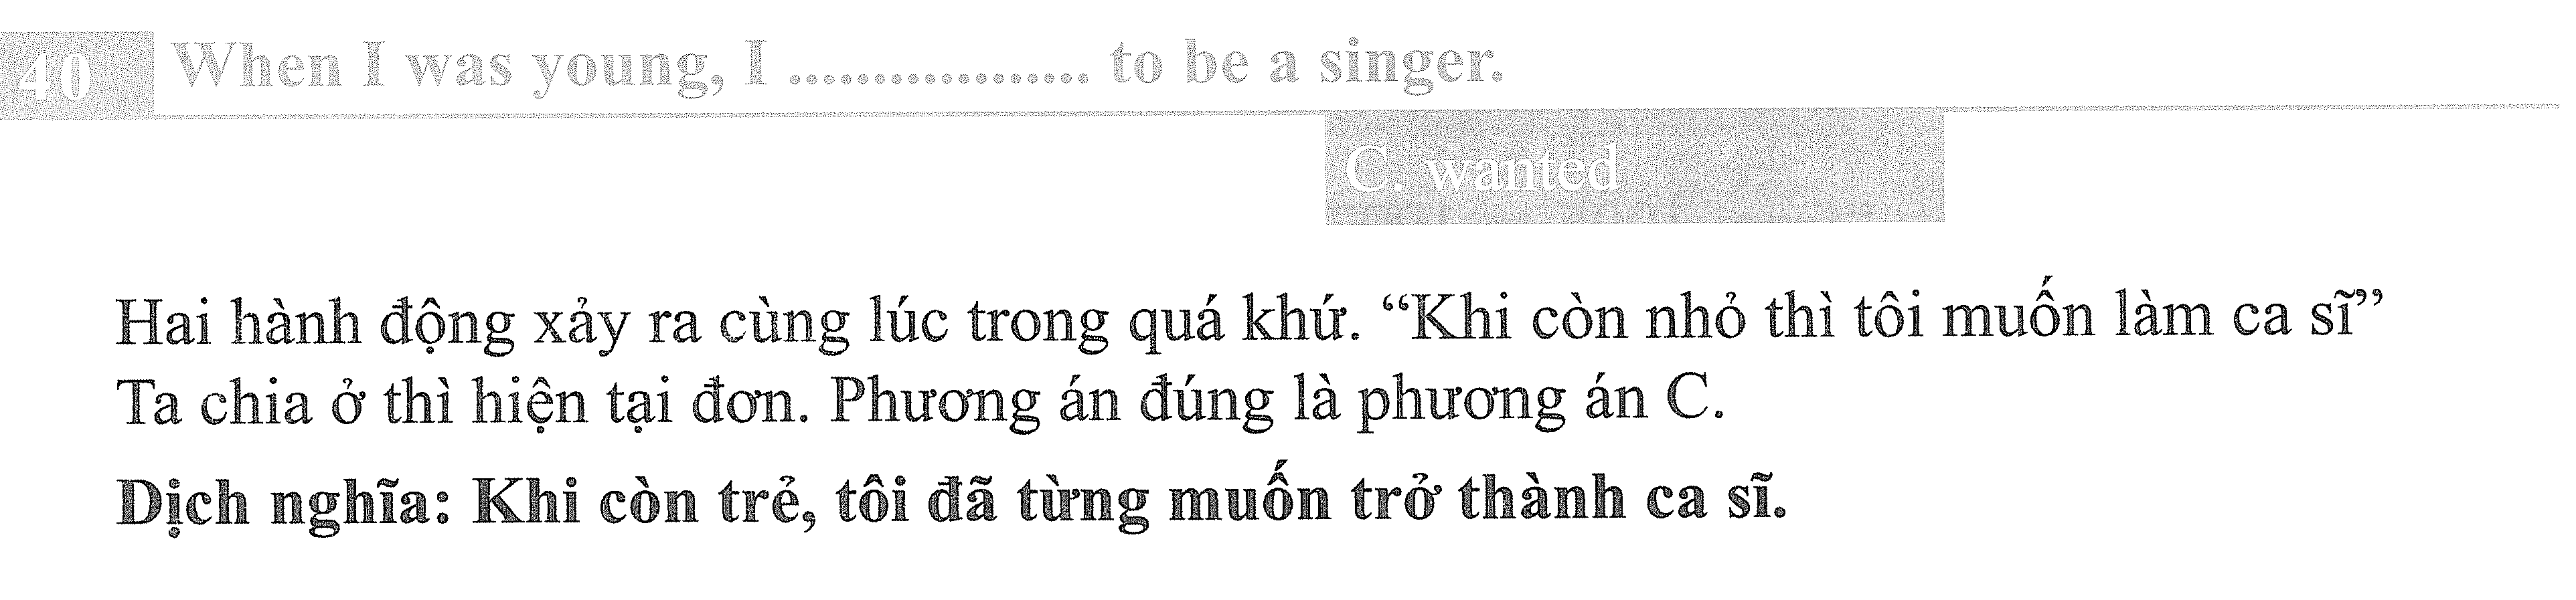 40 When I was young, I ................. to be a singer.
C. wanted
Hai hành động xảy ra cùng lúc trong quá khứ. “Khi còn nhỏ thì tôi muốn làm ca sĩ”
Ta chia ở thì hiện tại đơn. Phương án đúng là phương án C.
Dịch nghĩa: Khi còn trẻ, tôi đã từng muốn trở thành ca sĩ.